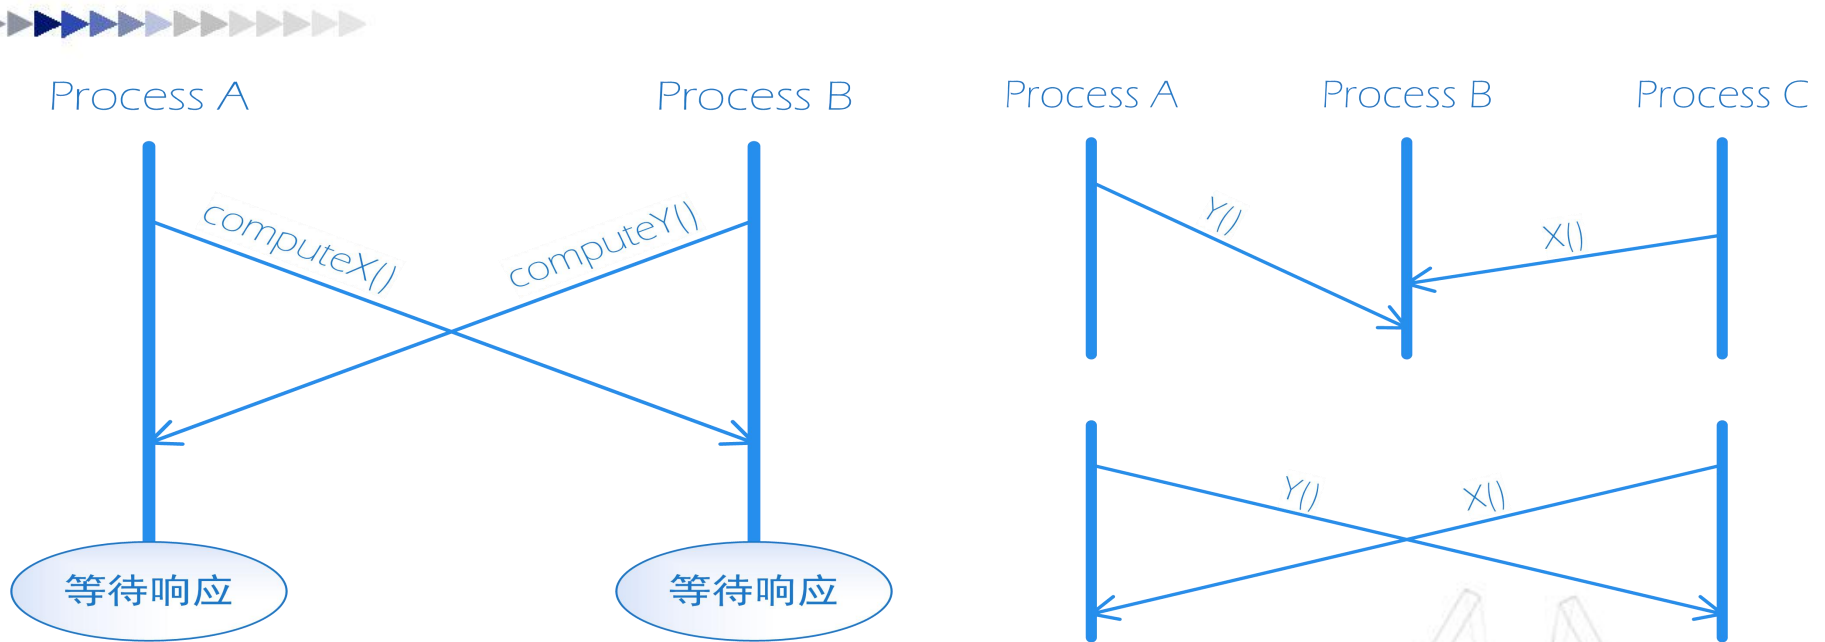 Process A
Process B
computeX()
computeY()
等待响应
等待响应
Process A
Process B
Process C
Y()
X()
Y()
X()